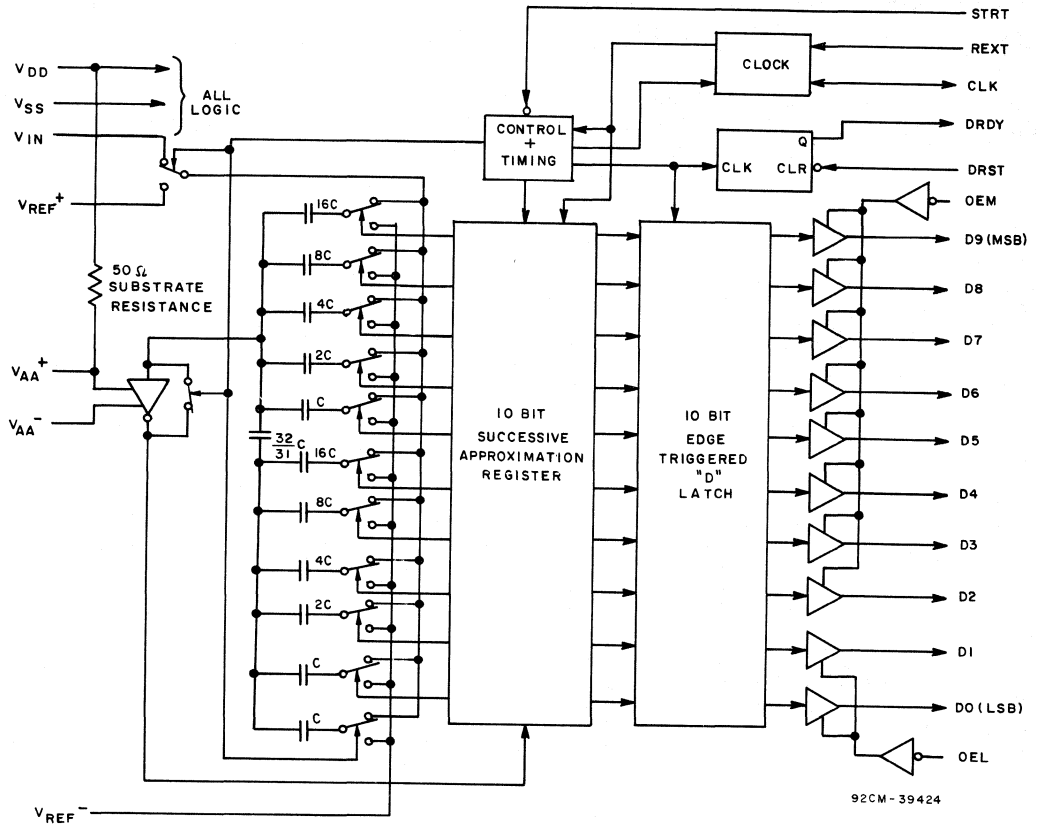 STRT
REXT
CLOCK
CLK
VDD
VSS
ALL
LOGIC
VIN
VREF+
CONTROL
+
TIMING
Q
CLK
CLR
DRDY
DRST
OEM
50 Ω
SUBSTRATE
RESISTANCE
VAA+
VAA-
16C
8C
4C
2C
C
32/31 C
16C
8C
4C
2C
C
C
10 BIT
SUCCESSIVE
APPROXIMATION
REGISTER
10 BIT
EDGE
TRIGGERED
"D"
LATCH
D9 (MSB)
D8
D7
D6
D5
D4
D3
D2
D1
D0 (LSB)
OEL
VREF-
92CM-39424